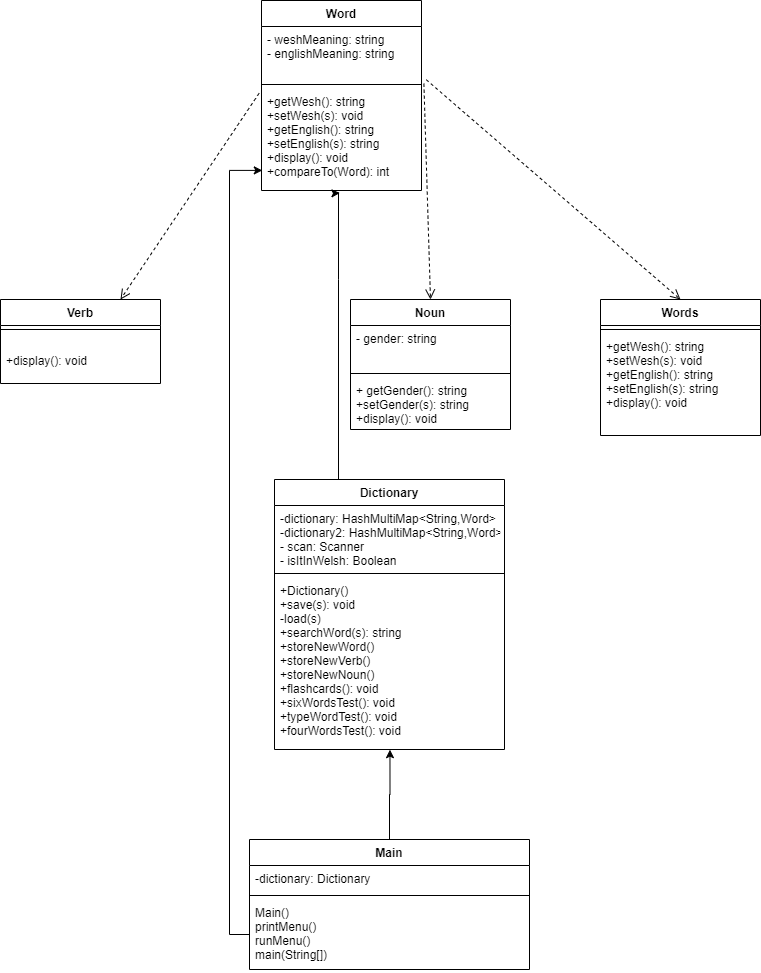 Word
- weshMeaning: string
- englishMeaning: string
+getWesh(): string
+setWesh(s): void
+getEnglish(): string
+setEnglish(s): string
+display(): void
+compareTo(Word): int
Verb
+display(): void
Noun
- gender: string
+ getGender(): string
+setGender(s): string
+display(): void
Words
+getWesh(): string
+setWesh(s): void
+getEnglish(): string
+setEnglish(s): string
+display(): void
Dictionary
-dictionary: HashMultiMap<String,Word>
-dictionary2: HashMultiMap<String,Word>
- scan: Scanner
- isItInWelsh: Boolean
+Dictionary()
+save(s): void
-load(s)
+searchWord(s): string
+storeNewWord()
+storeNewVerb()
+storeNewNoun()
+flashcards(): void
+sixWordsTest(): void
+typeWordTest(): void
+fourWordsTest(): void
Main
-dictionary: Dictionary
Main()
printMenu()
runMenu()
main(String[])